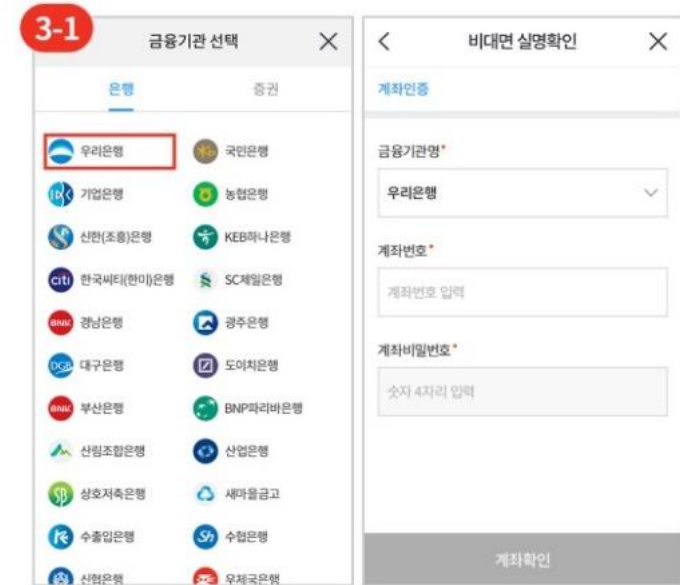 3-1
금융기관 선택
은행 증권
우리은행 국민은행
기업은행 농협은행
신한(조흥)은행 KEB하나은행
citi 한국씨티(한미)은행 SC제일은행
BNK 경남은행 광주은행
DGB 대구은행 도이치은행
BNK 부산은행 BNP파리바은행
산림조합은행 산업은행
SB 상호저축은행 새마을금고
수출입은행 Sh 수협은행
신협은행 우체국은행
비대면 실명확인
계좌인증
금융기관명*
우리은행
계좌번호*
계좌번호 입력
계좌비밀번호*
숫자 4자리 입력
계좌확인